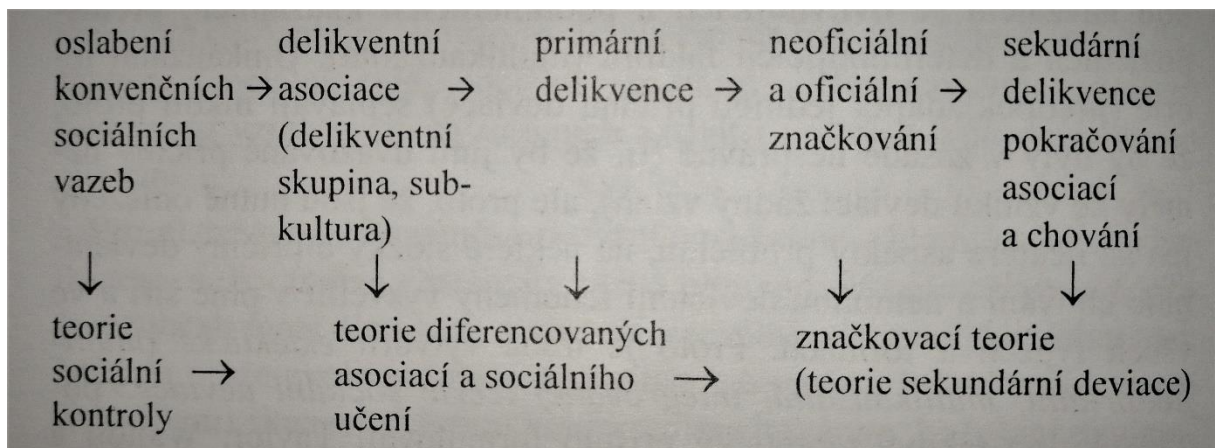 oslabení delikventní primární neoficiální sekudární
konvenčních → asociace → delikvence → a oficiální → delikvence
sociálních (delikventní značkování pokračování
vazeb skupina, sub- asociací
kultura) a chování
↓ ↓ ↓ ↓ ↓
teorie teorie diferencovaných značkovací teorie
sociální → asociací a sociálního → (teorie sekundární deviace)
kontroly učení